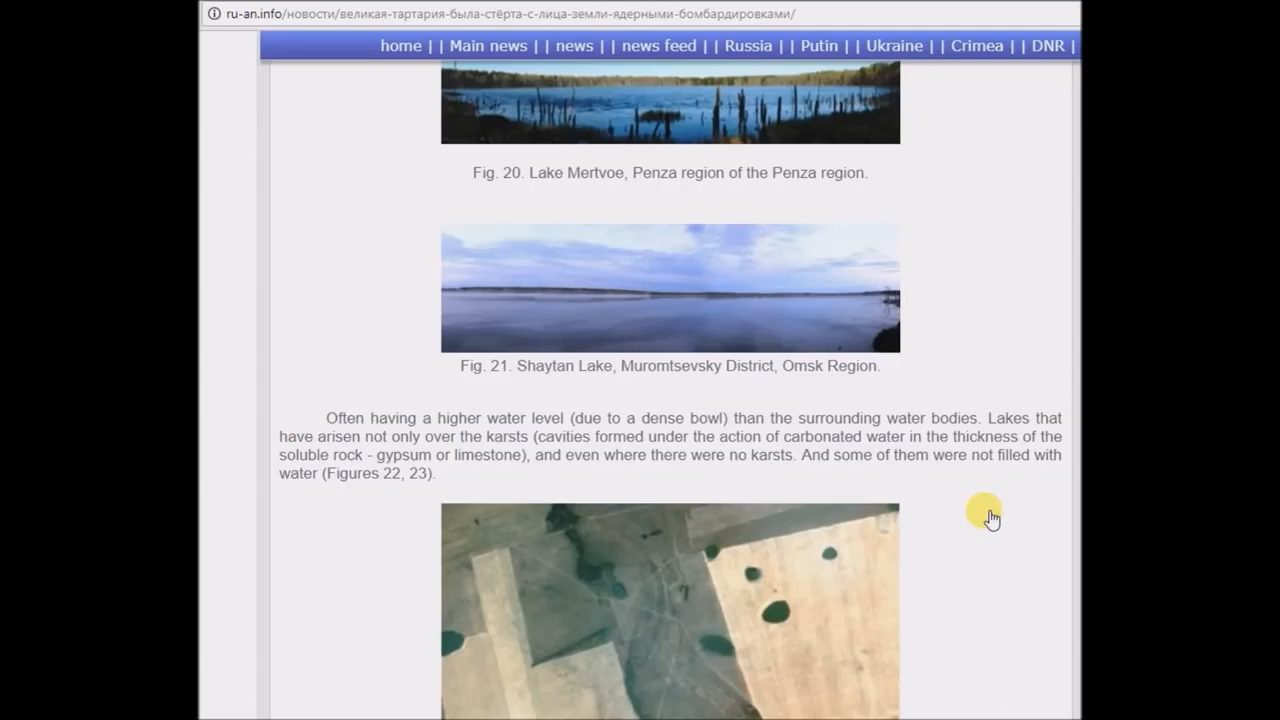 ru-an.info/новости/великая-тартария-была-стёрта-с-лица-земли-ядерными-бомбардировками/
home || Main news || news || news feed || Russia || Putin || Ukraine || Crimea || DNR |
Fig. 20. Lake Mertvoe, Penza region of the Penza region.
Fig. 21. Shaytan Lake, Muromtsevsky District, Omsk Region.
Often having a higher water level (due to a dense bowl) than the surrounding water bodies. Lakes that
have arisen not only over the karsts (cavities formed under the action of carbonated water in the thickness of the
soluble rock - gypsum or limestone), and even where there were no karsts. And some of them were not filled with
water (Figures 22, 23).